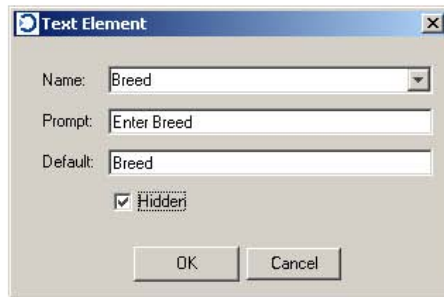 Text Element
Name: Breed
Prompt: Enter Breed
Default: Breed
Hidden
OK Cancel